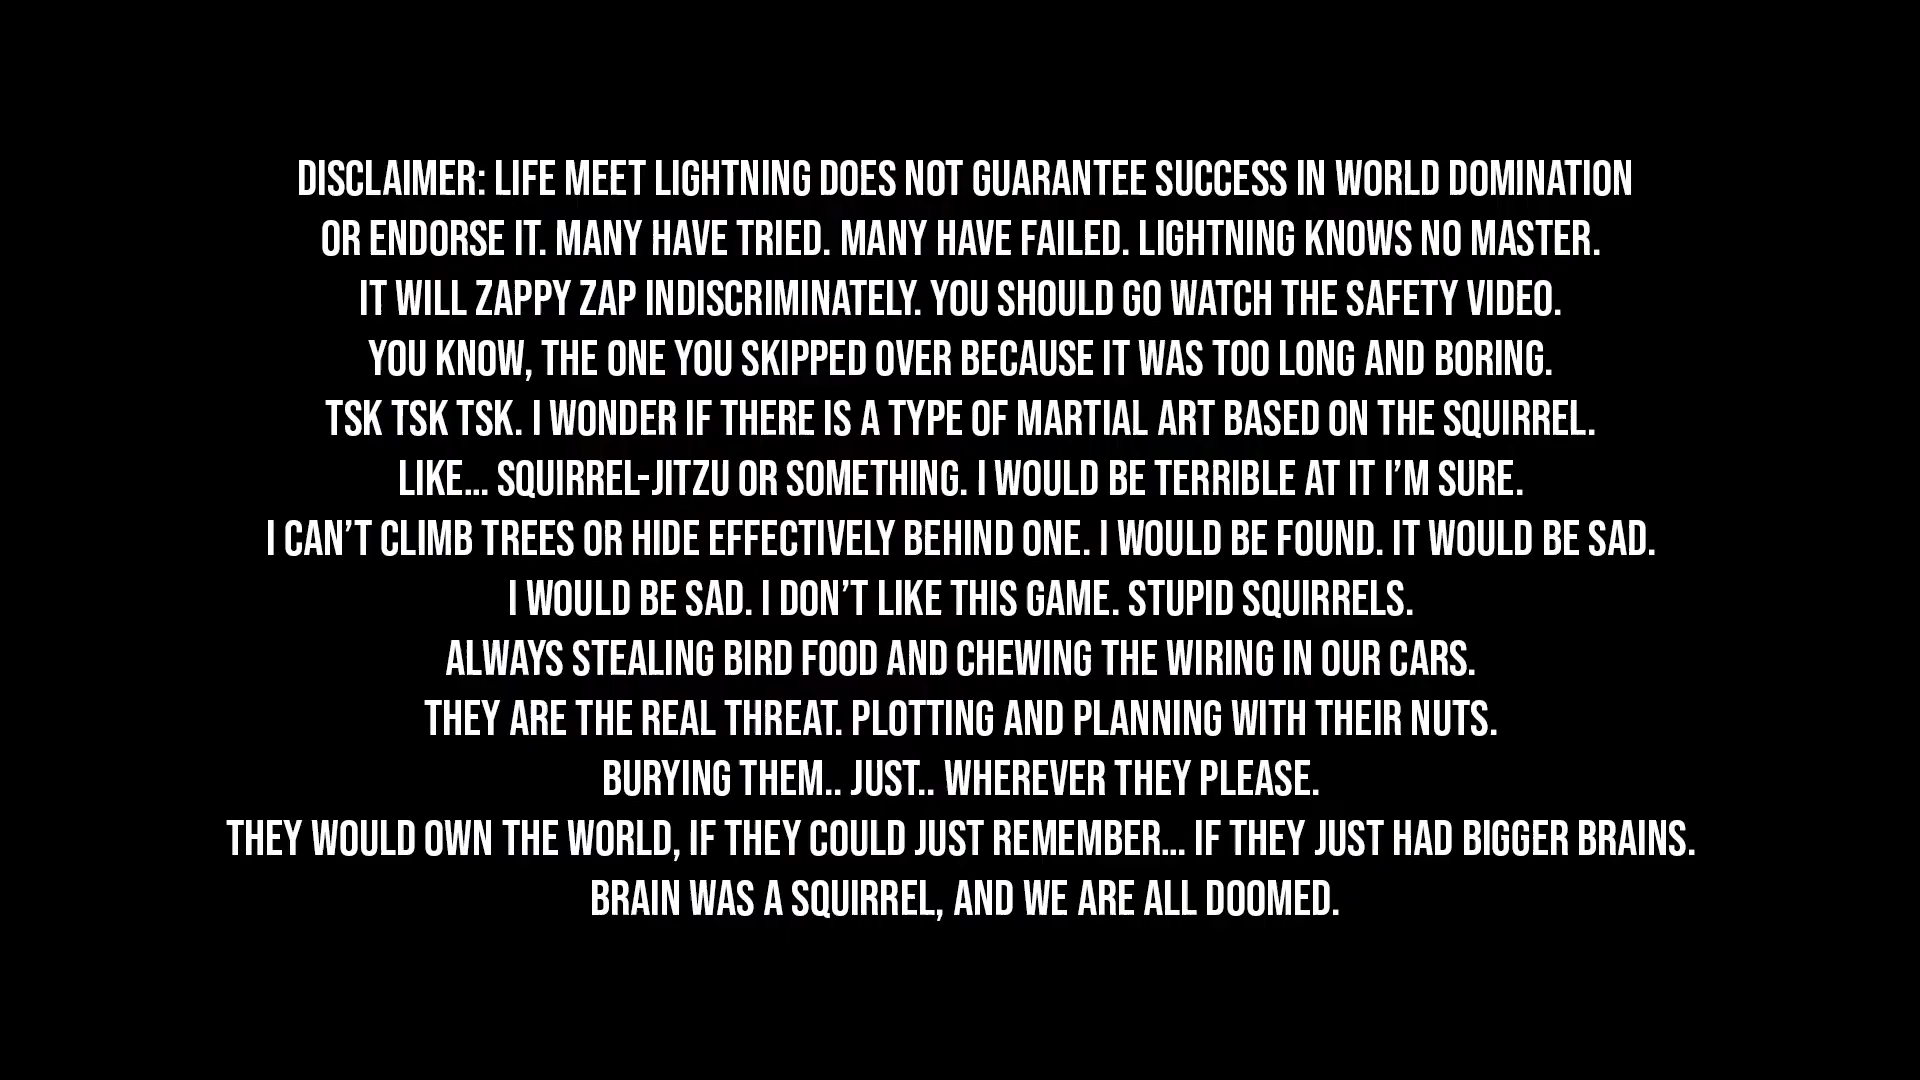 DISCLAIMER: LIFE MEET LIGHTNING DOES NOT GUARANTEE SUCCESS IN WORLD DOMINATION
OR ENDORSE IT. MANY HAVE TRIED. MANY HAVE FAILED. LIGHTNING KNOWS NO MASTER.
IT WILL ZAPPY ZAP INDISCRIMINATELY. YOU SHOULD GO WATCH THE SAFETY VIDEO.
YOU KNOW, THE ONE YOU SKIPPED OVER BECAUSE IT WAS TOO LONG AND BORING.
TSK TSK TSK. I WONDER IF THERE IS A TYPE OF MARTIAL ART BASED ON THE SQUIRREL.
LIKE... SQUIRREL-JITZU OR SOMETHING. I WOULD BE TERRIBLE AT IT I'M SURE.
I CAN'T CLIMB TREES OR HIDE EFFECTIVELY BEHIND ONE. I WOULD BE FOUND. IT WOULD BE SAD.
I WOULD BE SAD. I DON'T LIKE THIS GAME. STUPID SQUIRRELS.
ALWAYS STEALING BIRD FOOD AND CHEWING THE WIRING IN OUR CARS.
THEY ARE THE REAL THREAT. PLOTTING AND PLANNING WITH THEIR NUTS.
BURYING THEM.. JUST.. WHEREVER THEY PLEASE.
THEY WOULD OWN THE WORLD, IF THEY COULD JUST REMEMBER... IF THEY JUST HAD BIGGER BRAINS.
BRAIN WAS A SQUIRREL, AND WE ARE ALL DOOMED.